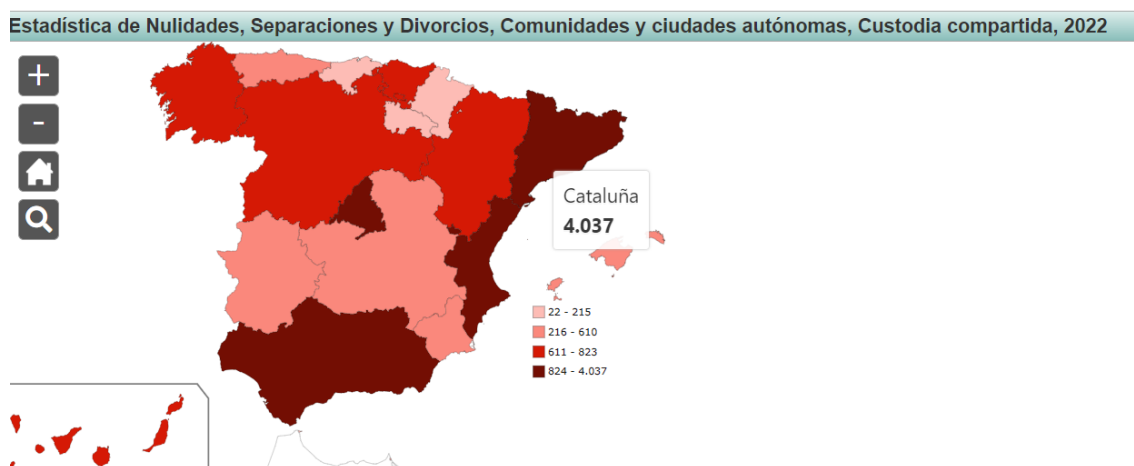 Estadística de Nulidades, Separaciones y Divorcios, Comunidades y ciudades autónomas, Custodia compartida, 2022
+
-
Cataluña
4.037
22 - 215
216 - 610
611 - 823
824 - 4.037